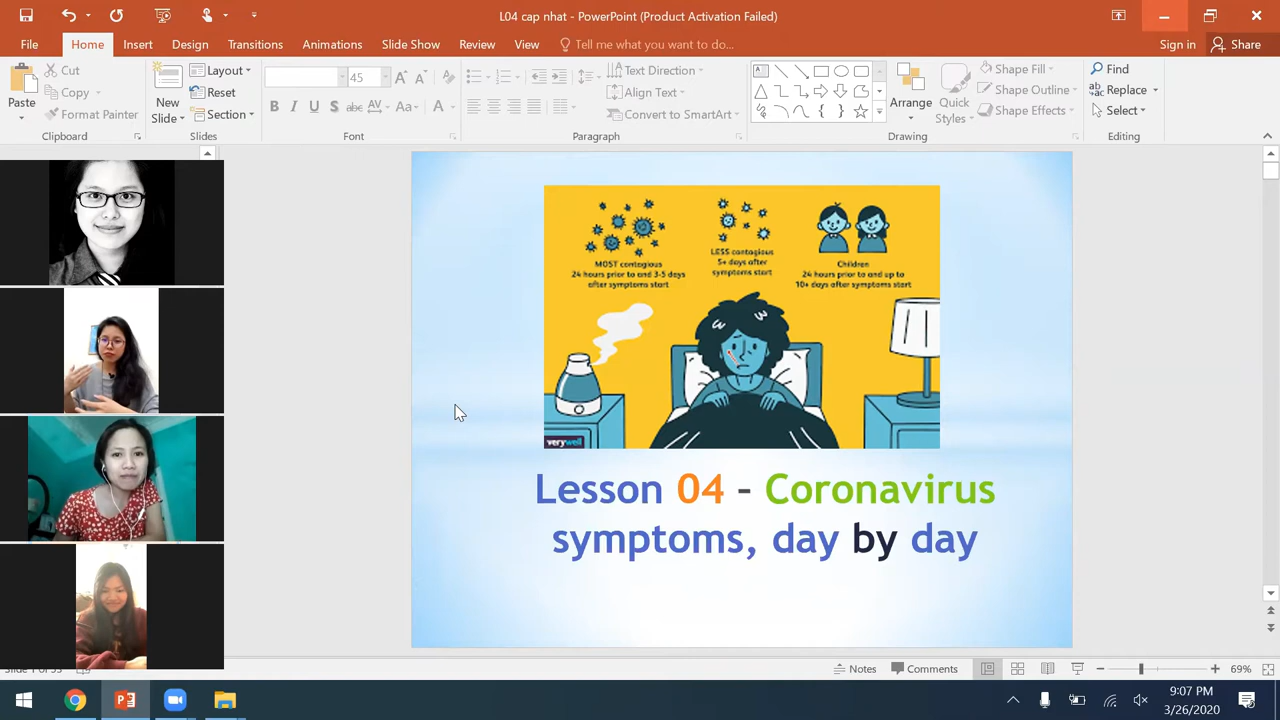 L04 cap nhat - PowerPoint (Product Activation Failed)
File Home Insert Design Transitions Animations Slide Show Review View Tell me what you want to do... Sign in Share
Paste
Cut
Copy
Format Painter
Clipboard
New Slide
Layout
Reset
Section
Slides
45
B I U S abc AV Aa A
Font
Text Direction
Align Text
Convert to SmartArt
Paragraph
Arrange
Quick Styles
Shape Fill
Shape Outline
Shape Effects
Drawing
Find
Replace
Select
Editing
MOST contagious
24 hours prior to and 3-5 days
after symptoms start
LESS contagious
5+ days after
symptoms start
Children
24 hours prior to and up to
10+ days after symptoms start
verywell
Lesson 04 - Coronavirus
symptoms, day by day
Notes Comments 69%
9:07 PM
3/26/2020